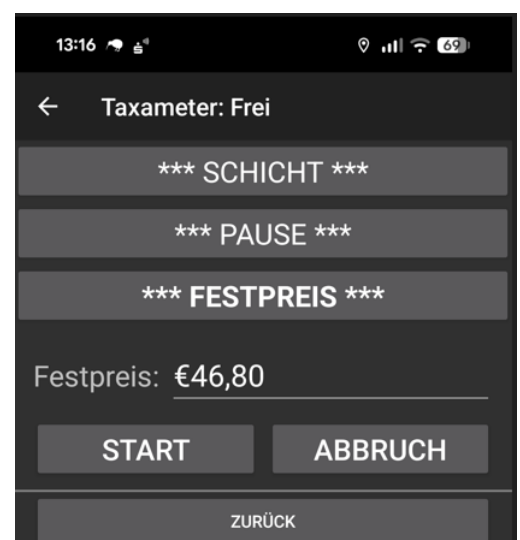 13:16 69
← Taxameter: Frei
*** SCHICHT ***
*** PAUSE ***
*** FESTPREIS ***
Festpreis: €46,80
START ABBRUCH
ZURÜCK